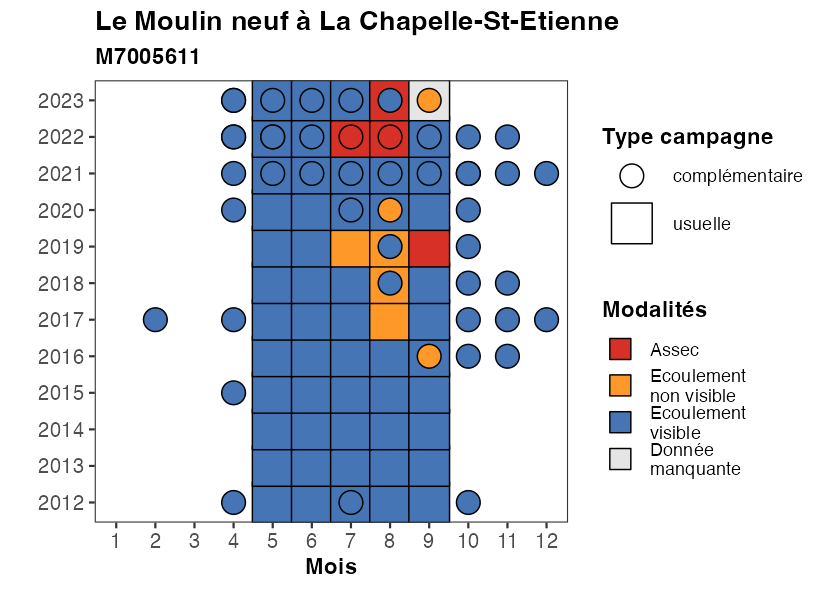 Le Moulin neuf à La Chapelle-St-Etienne
M7005611
2023
2022
2021
2020
2019
2018
2017
2016
2015
2014
2013
2012
1 2 3 4 5 6 7 8 9 10 11 12
Mois
Type campagne
complémentaire
usuelle
Modalités
Assec
Ecoulement
non visible
Ecoulement
visible
Donnée
manquante